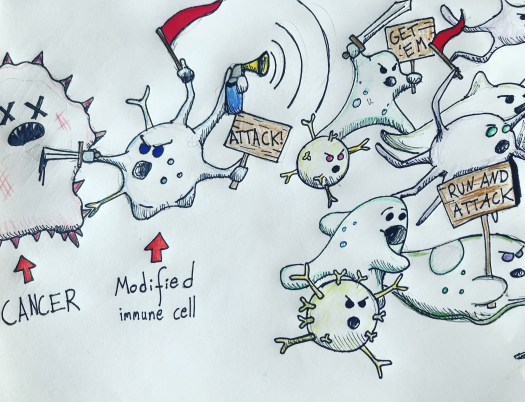 CANCER
Modified
immune cell
ATTACK!
GET
'EM
RUN AND
ATTACK